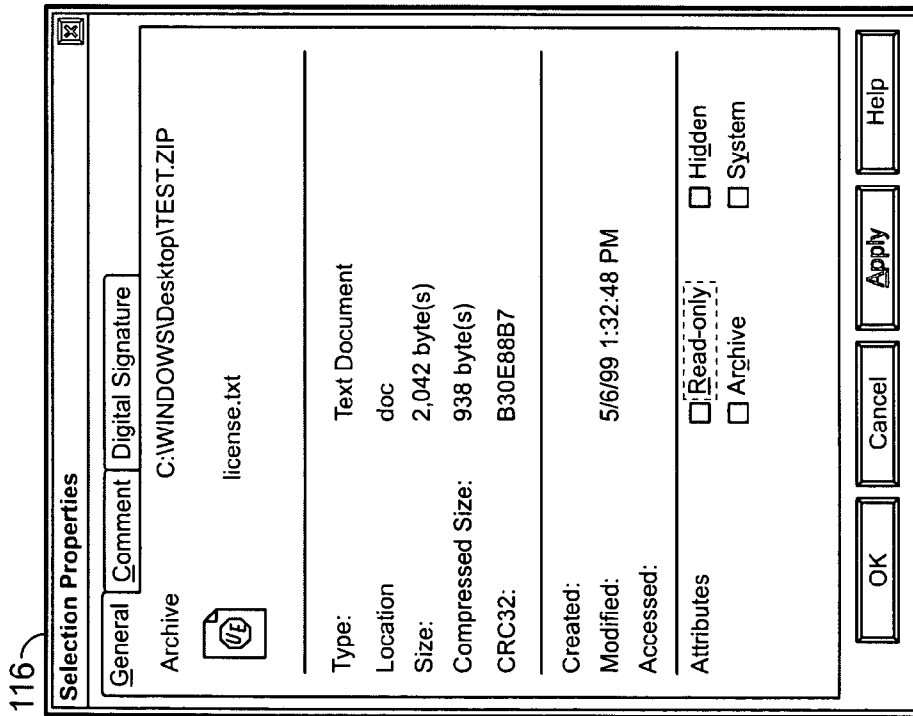 116
Selection Properties
General Comment Digital Signature
Archive C:\WINDOWS\Desktop\TEST.ZIP
UE license.txt
Type: Text Document
Location doc
Size: 2,042 byte(s)
Compressed Size: 938 byte(s)
CRC32: B30E88B7
Created:
Modified: 5/6/99 1:32:48 PM
Accessed:
Attributes Read-only Hidden
Archive System
OK Cancel Apply Help